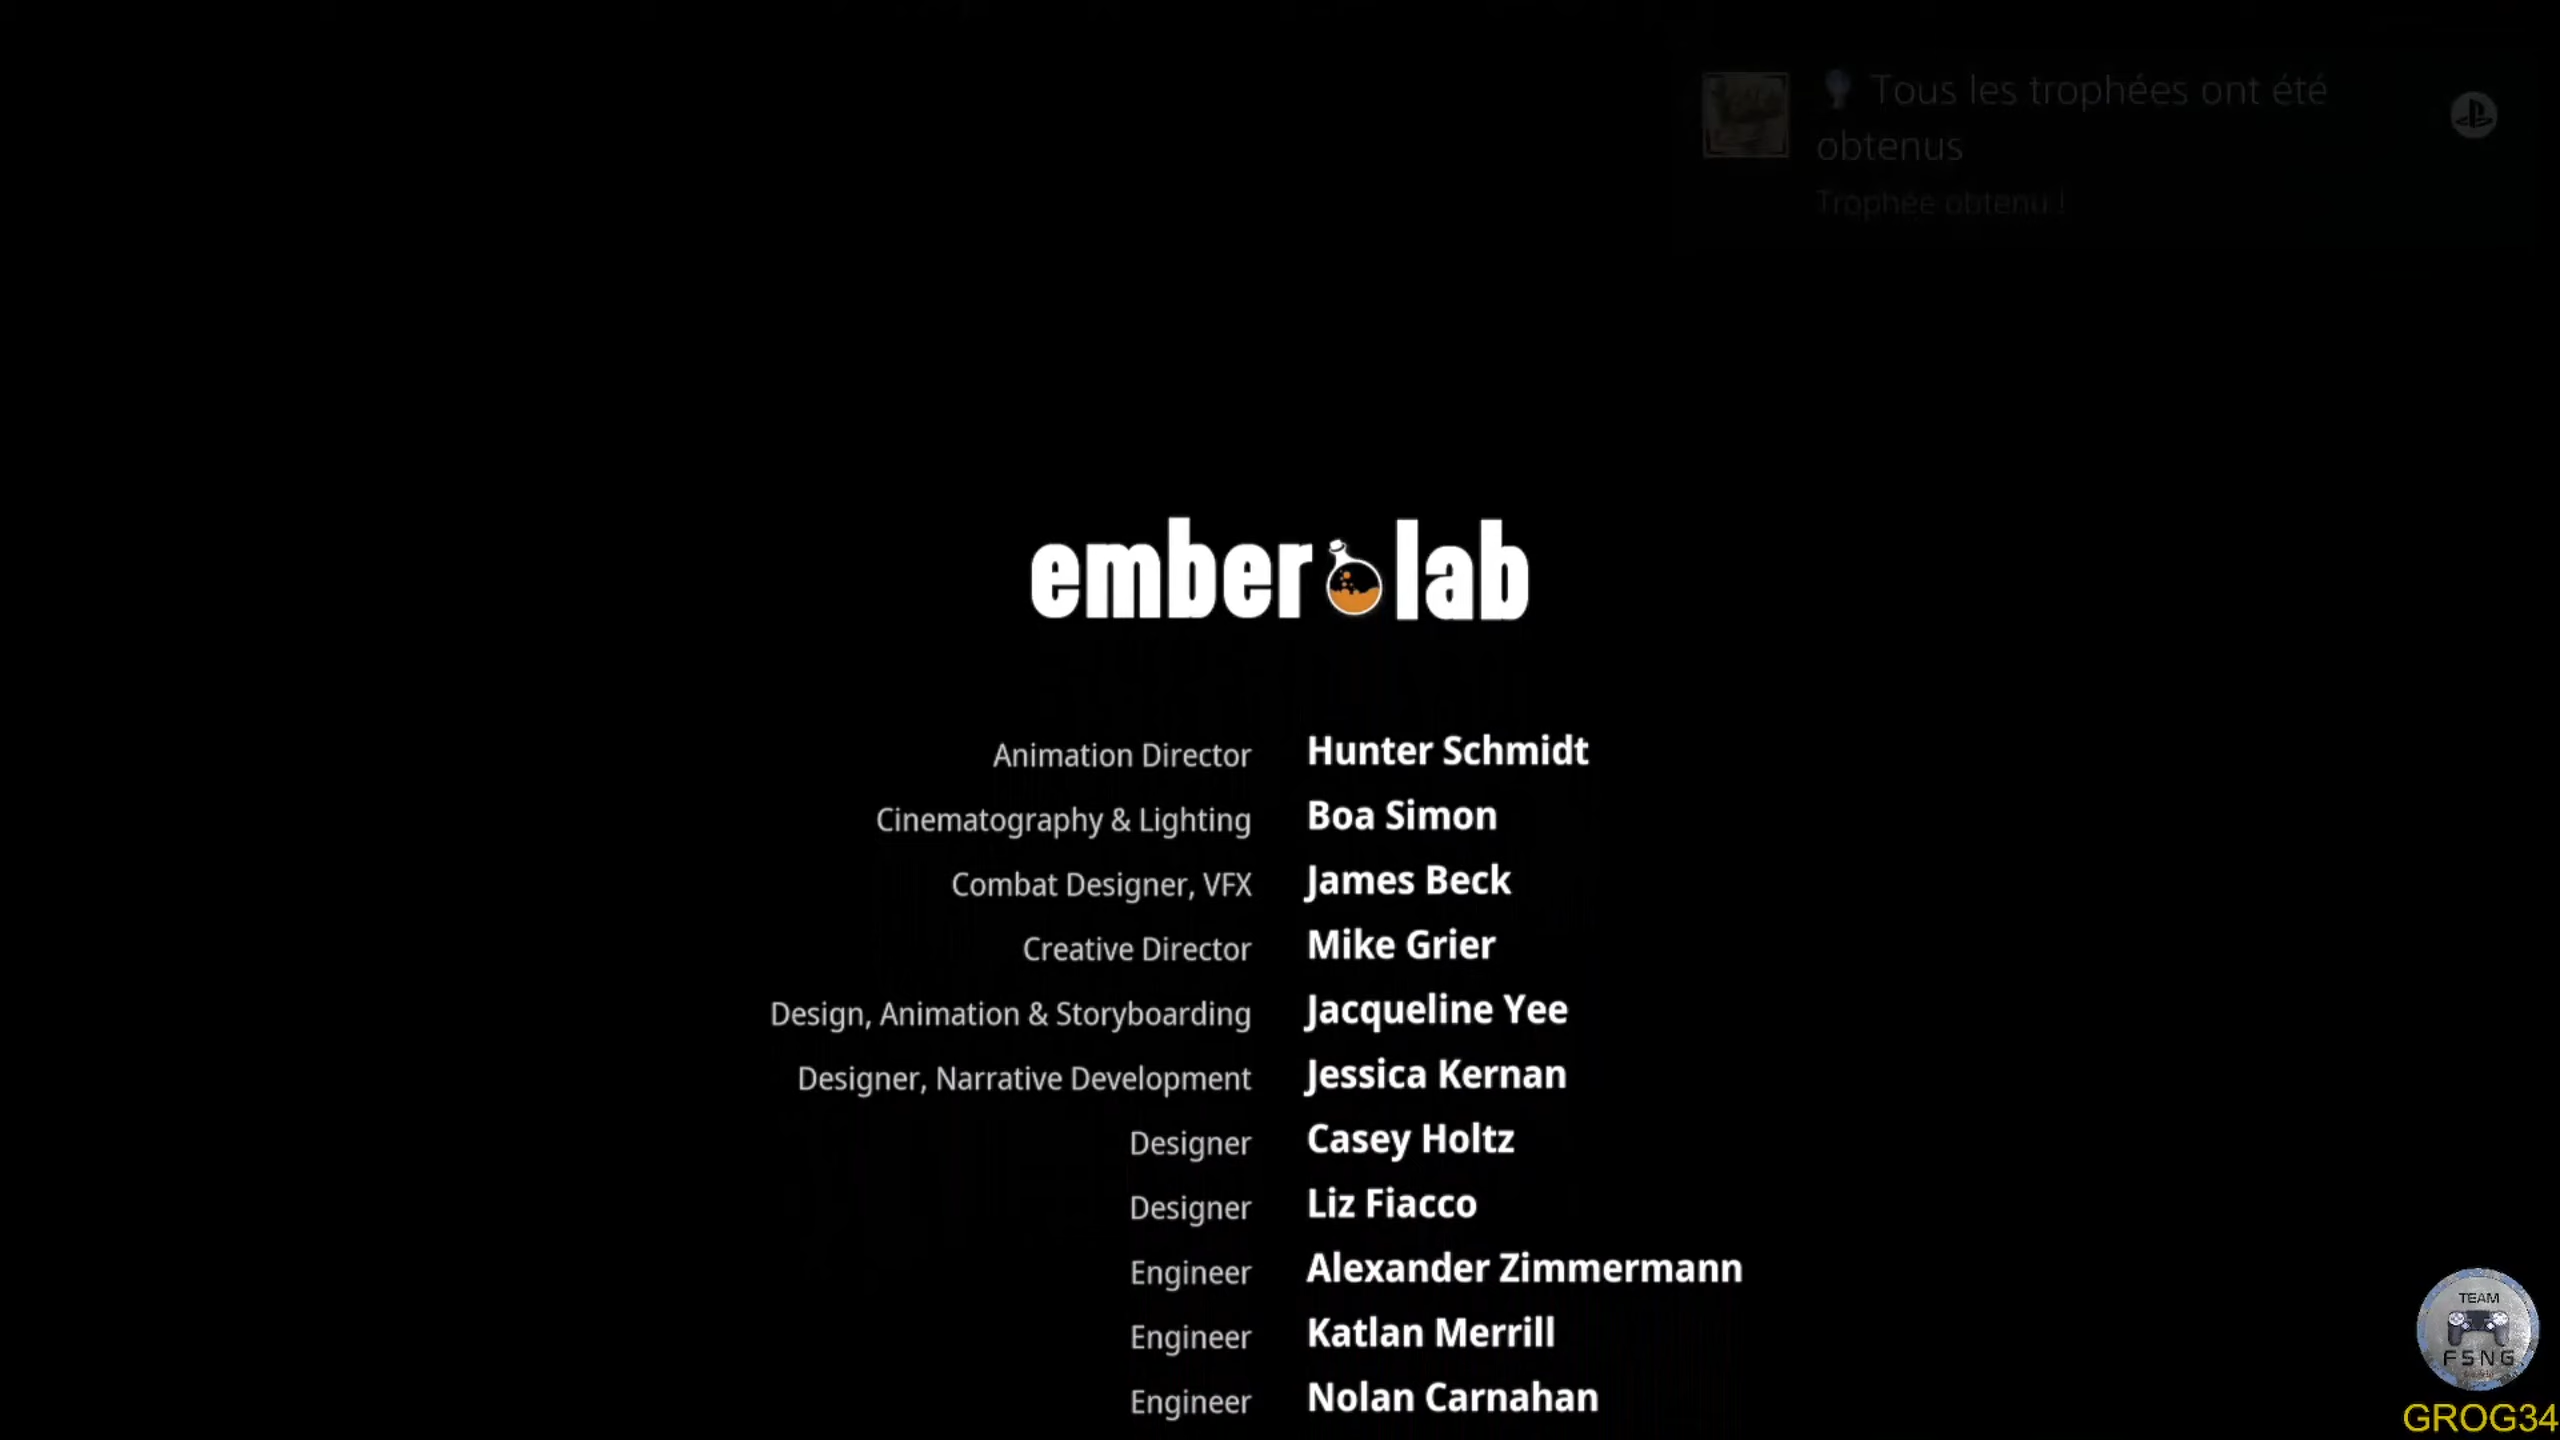 Tous les trophées ont été
obtenus
Trophée obtenu !
ember lab
Animation Director Hunter Schmidt
Cinematography & Lighting Boa Simon
Combat Designer, VFX James Beck
Creative Director Mike Grier
Design, Animation & Storyboarding Jacqueline Yee
Designer, Narrative Development Jessica Kernan
Designer Casey Holtz
Designer Liz Fiacco
Engineer Alexander Zimmermann
Engineer Katlan Merrill
Engineer Nolan Carnahan
TEAM
FSNG
GROG34